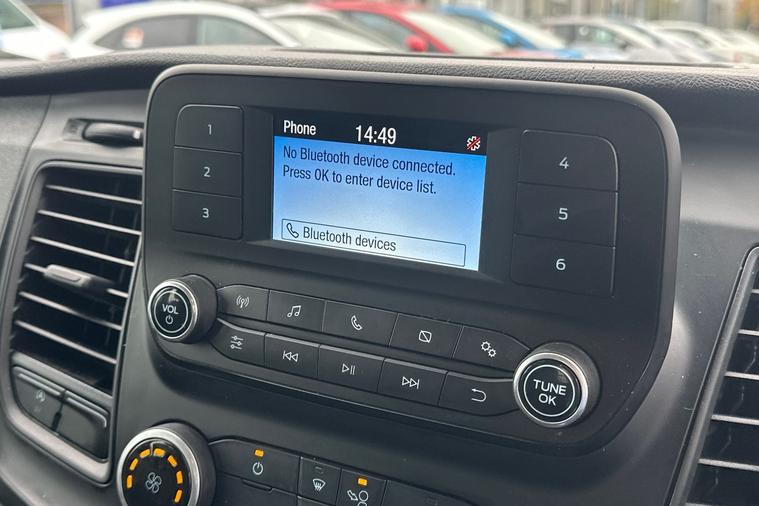 Phone 14:49
No Bluetooth device connected.
Press OK to enter device list.
Bluetooth devices
1
2
3
4
5
6
VOL
TUNE
OK